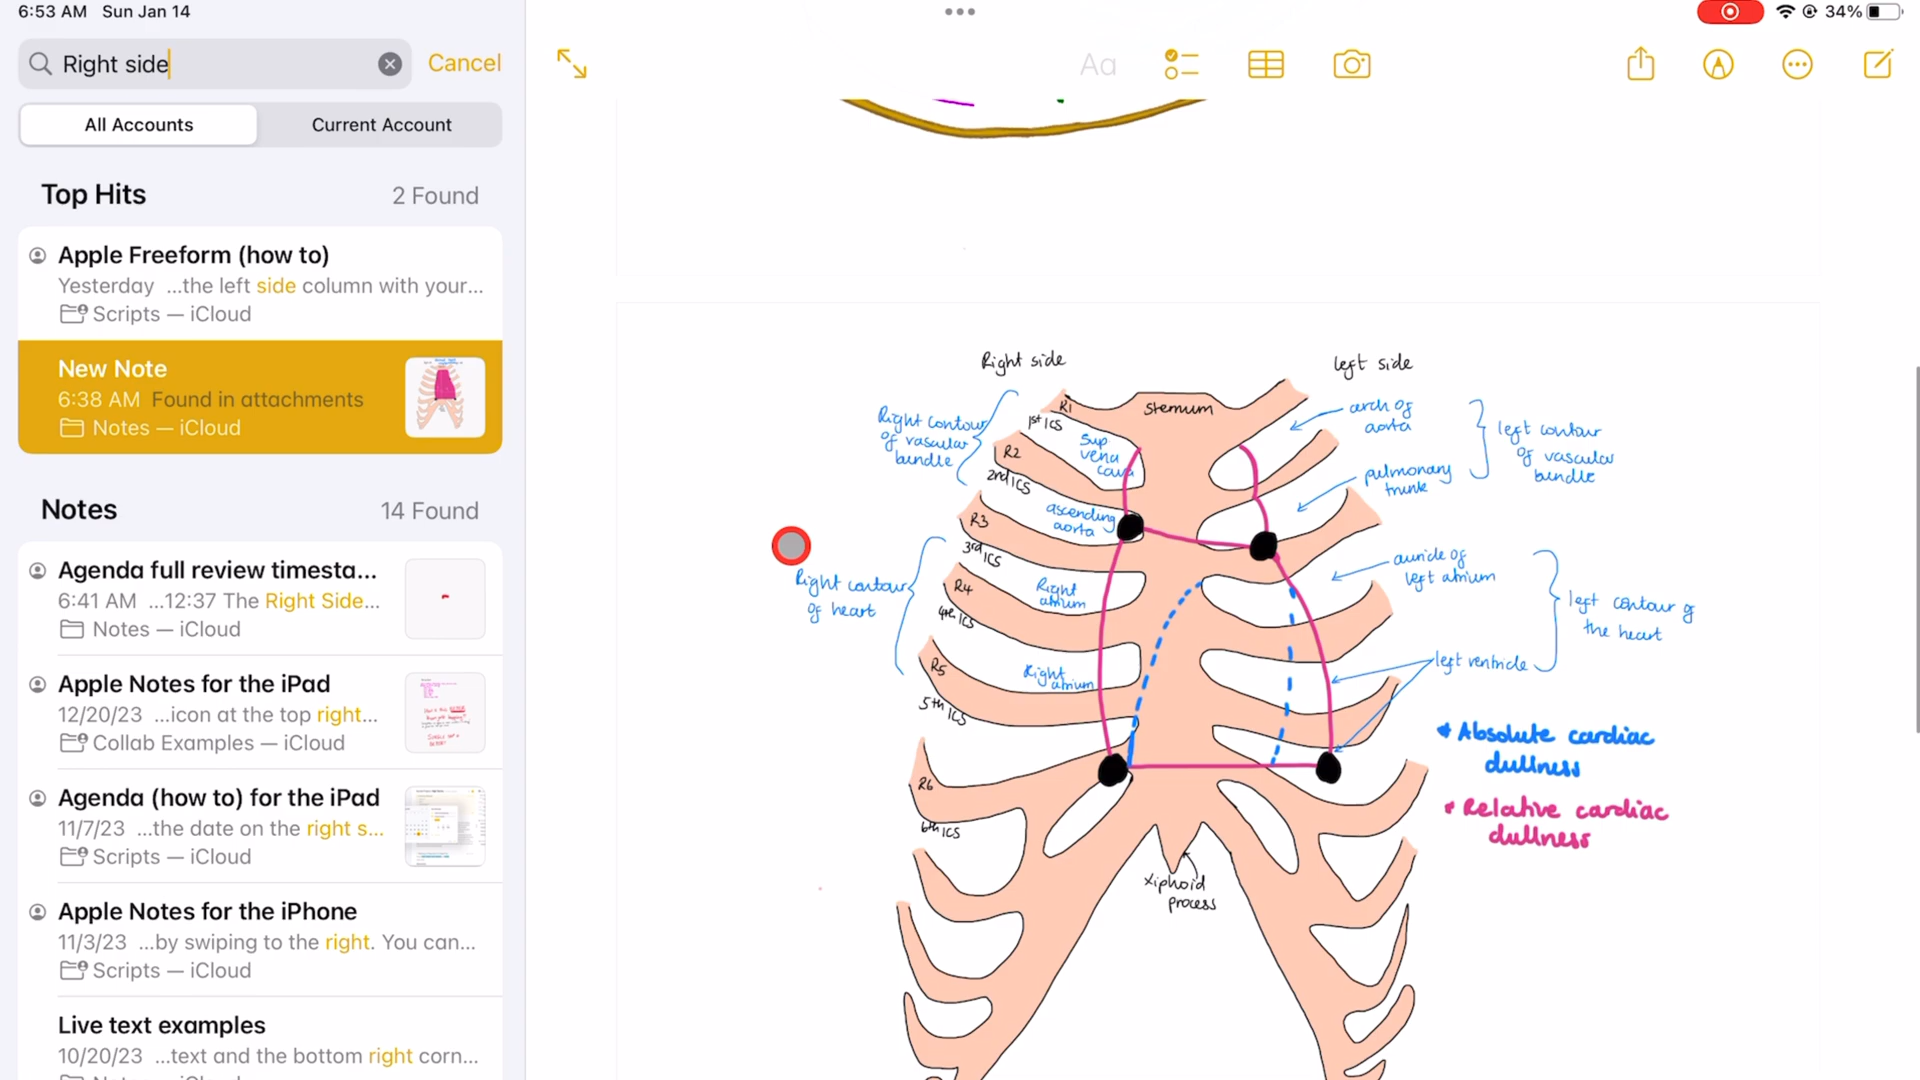 6:53 AM Sun Jan 14
34%
Right side
Cancel
All Accounts
Current Account
Top Hits
2 Found
Apple Freeform (how to)
Yesterday ...the left side column with your...
Scripts — iCloud
New Note
6:38 AM Found in attachments
Notes — iCloud
Notes
14 Found
Agenda full review timesta...
6:41 AM ...12:37 The Right Side...
Notes — iCloud
Apple Notes for the iPad
12/20/23 ...icon at the top right...
Collab Examples — iCloud
Agenda (how to) for the iPad
11/7/23 ...the date on the right s...
Scripts — iCloud
Apple Notes for the iPhone
11/3/23 ...by swiping to the right. You can...
Scripts — iCloud
Live text examples
10/20/23 ...text and the bottom right corn...
Aa
Right side
left side
Sternum
R1
1st ICS
R2
2nd ICS
R3
3rd ICS
R4
4th ICS
R5
5th ICS
R6
6th ICS
Right contour
of vascular
bundle
Sup
vena
cava
ascending
aorta
Right contour
of heart
Right
atrium
Right
atrium
arch of
aorta
pulmonary
trunk
left contour
of vascular
bundle
auricle of
left atrium
left ventricle
left contour of
the heart
Absolute cardiac
dullness
Relative cardiac
dullness
xiphoid
process